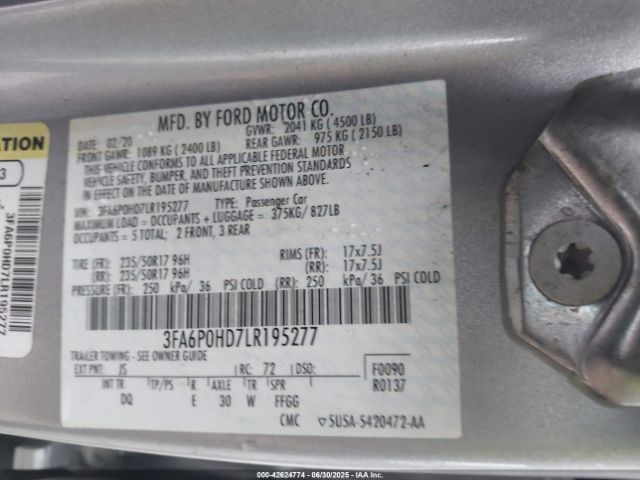 MFD. BY FORD MOTOR CO.
DATE: 02/20 GVWR: 2041 KG ( 4500 LB)
FRONT GAWR: 1089 KG ( 2400 LB) REAR GAWR: 975 KG ( 2150 LB)
THIS VEHICLE CONFORMS TO ALL APPLICABLE FEDERAL MOTOR
VEHICLE SAFETY, BUMPER, AND THEFT PREVENTION STANDARDS
IN EFFECT ON THE DATE OF MANUFACTURE SHOWN ABOVE.
VIN: 3FA6P0HD7LR195277 TYPE: Passenger Car
MAXIMUM LOAD = OCCUPANTS + LUGGAGE = 375KG/ 827LB
OCCUPANTS = 5 TOTAL; 2 FRONT, 3 REAR
TIRE (FR): 235/50R17 96H RIMS (FR): 17x7.5J
(RR): 235/50R17 96H (RR): 17x7.5J
PRESSURE (FR): 250 kPa/ 36 PSI COLD (RR): 250 kPa/ 36 PSI COLD
3FA6P0HD7LR195277
TRAILER TOWING - SEE OWNER GUIDE
EXT PNT: JS RC: 72 DSO: F0090
INT TR TP/PS R AXLE TR SPR R0137
DQ E 30 W FFGG
CMC 5U5A-5420472-AA
ATION
3
3FA6P0HD7LR195277
3-42624774 | 06/30/2025 | IAAI.COM